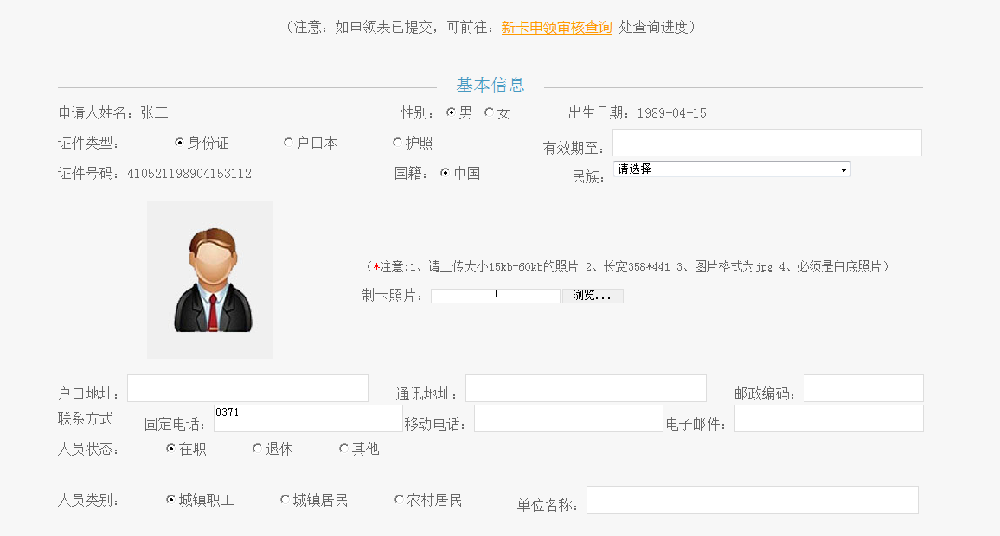 （注意：如申领表已提交，可前往：新卡申领审核查询 处查询进度）
基本信息
申请人姓名：张三 性别： 男 女 出生日期：1989-04-15
证件类型： 身份证 户口本 护照 有效期至：
证件号码：410521198904153112 国籍： 中国 民族： 请选择
（*注意:1、请上传大小15kb-60kb的照片 2、长宽358*441 3、图片格式为jpg 4、必须是白底照片）
制卡照片： 浏览...
户口地址： 通讯地址： 邮政编码：
联系方式 固定电话： 0371- 移动电话： 电子邮件：
人员状态： 在职 退休 其他
人员类别： 城镇职工 城镇居民 农村居民 单位名称：